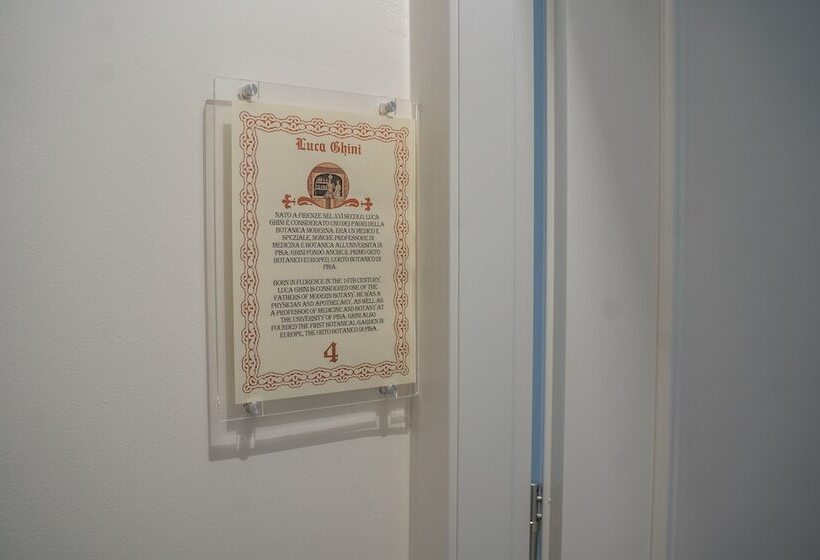 Luca Ghini
NATO A FIRENZE NEL XVI SECOLO, LUCA
GHINI È CONSIDERATO UNO DEI PADRI DELLA
BOTANICA MODERNA. ERA UN MEDICO E
SPEZIALE, NONCHÉ PROFESSORE DI
MEDICINA E BOTANICA ALL'UNIVERSITÀ DI
PISA. GHINI FONDÒ ANCHE IL PRIMO ORTO
BOTANICO EUROPEO, L'ORTO BOTANICO DI
PISA.
BORN IN FLORENCE IN THE 16TH CENTURY,
LUCA GHINI IS CONSIDERED ONE OF THE
FATHERS OF MODERN BOTANY. HE WAS A
PHYSICIAN AND APOTHECARY, AS WELL AS
A PROFESSOR OF MEDICINE AND BOTANY AT
THE UNIVERSITY OF PISA. GHINI ALSO
FOUNDED THE FIRST BOTANICAL GARDEN IN
EUROPE, THE ORTO BOTANICO DI PISA.
4